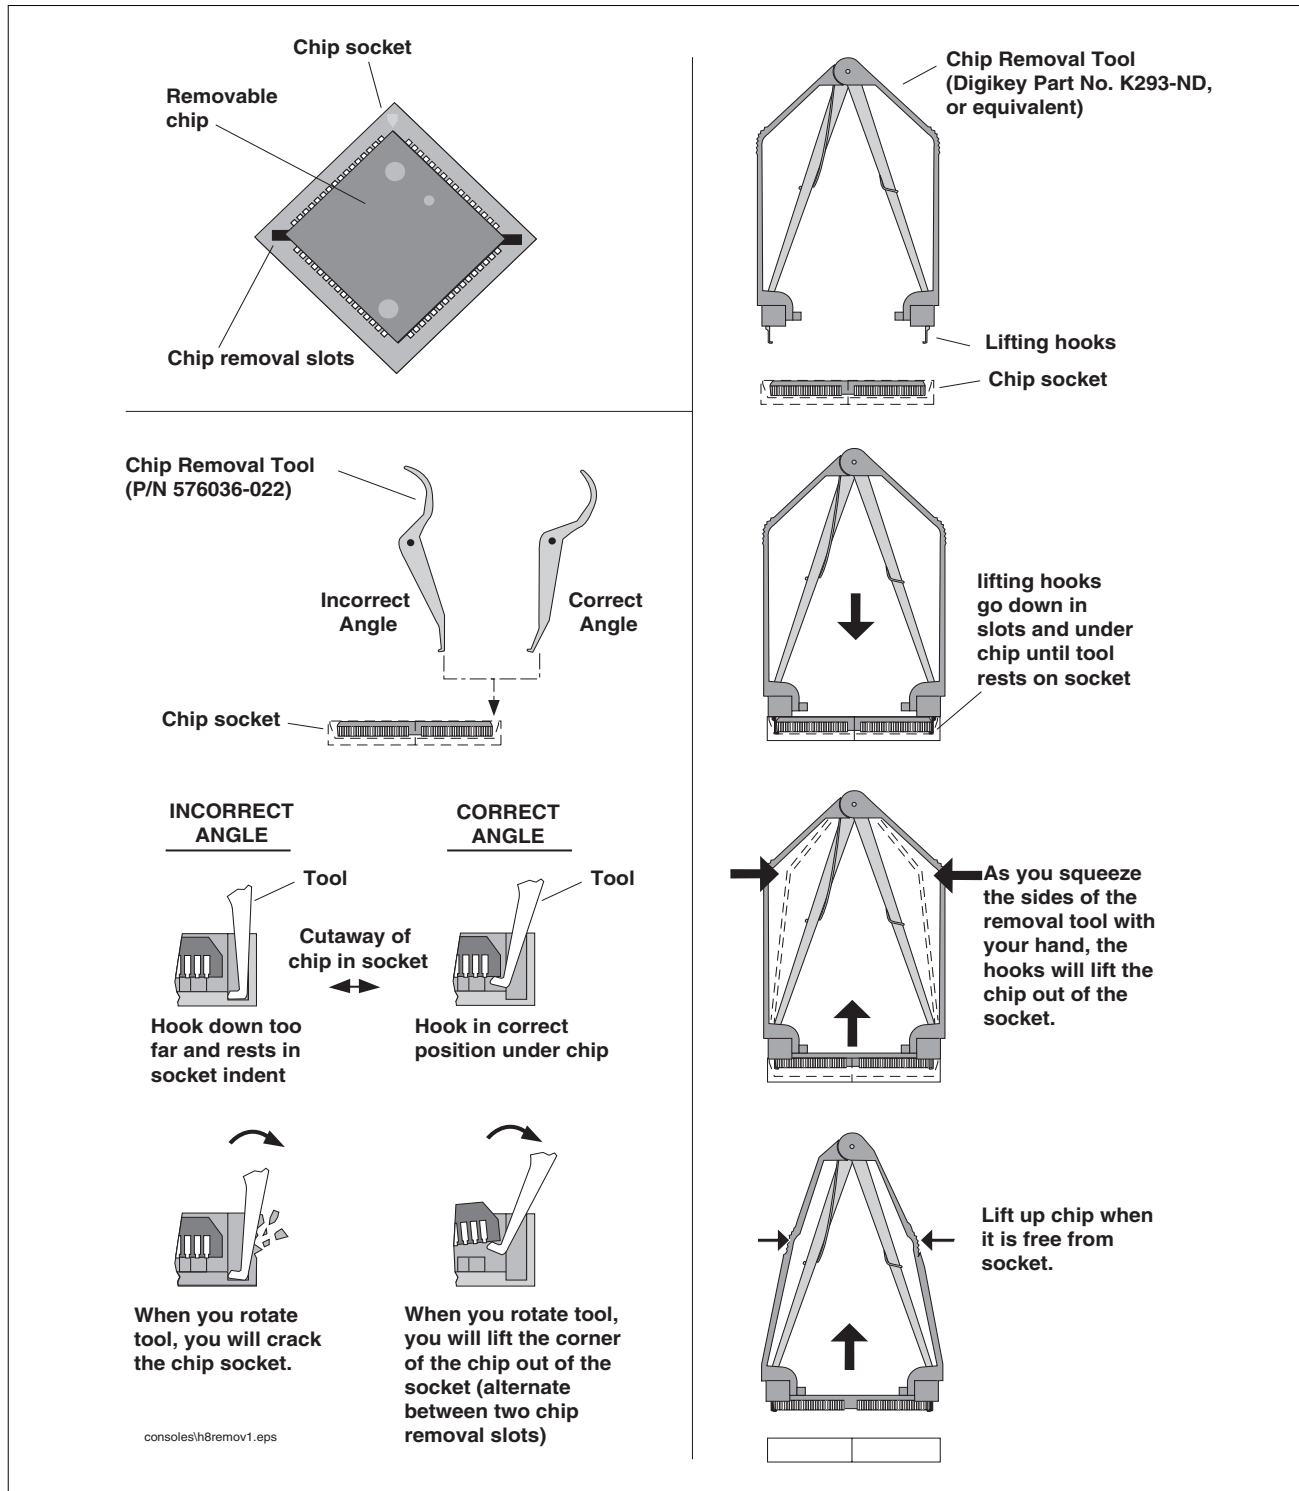 Chip socket
Removable
chip
Chip removal slots
Chip Removal Tool
(P/N 576036-022)
Incorrect
Angle
Correct
Angle
Chip socket
INCORRECT
ANGLE
CORRECT
ANGLE
Tool
Tool
Cutaway of
chip in socket
Hook down too
far and rests in
socket indent
Hook in correct
position under chip
When you rotate
tool, you will crack
the chip socket.
When you rotate tool,
you will lift the corner
of the chip out of the
socket (alternate
between two chip
removal slots)
consoles\h8remov1.eps
Chip Removal Tool
(Digikey Part No. K293-ND,
or equivalent)
Lifting hooks
Chip socket
lifting hooks
go down in
slots and under
chip until tool
rests on socket
As you squeeze
the sides of the
removal tool with
your hand, the
hooks will lift the
chip out of the
socket.
Lift up chip when
it is free from
socket.